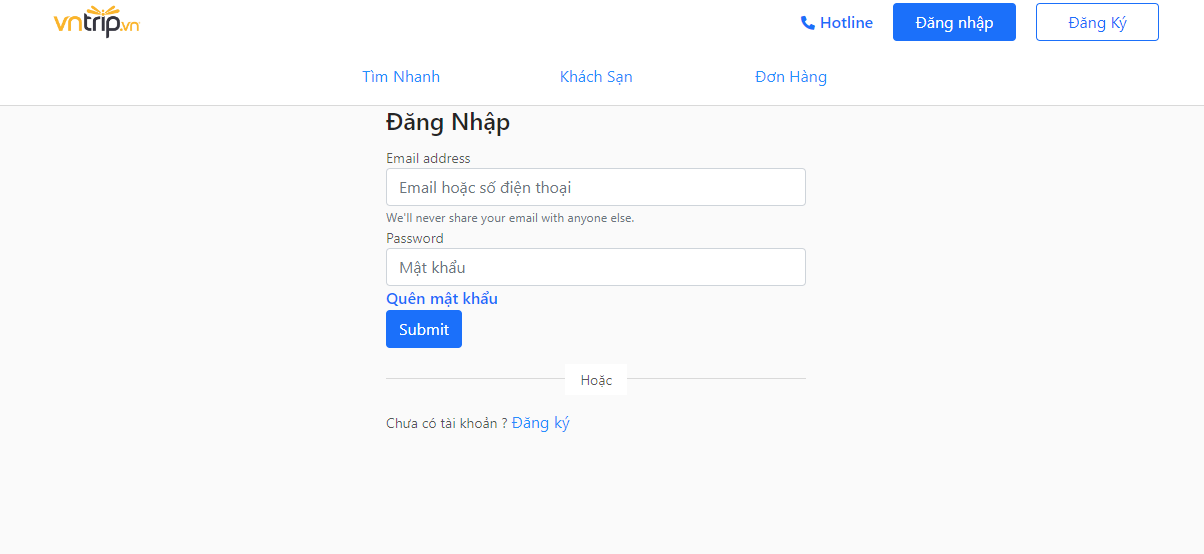 vntrip.vn
Hotline Đăng nhập Đăng Ký
Tìm Nhanh Khách Sạn Đơn Hàng
Đăng Nhập
Email address
Email hoặc số điện thoại
We'll never share your email with anyone else.
Password
Mật khẩu
Quên mật khẩu
Submit
Hoặc
Chưa có tài khoản ? Đăng ký